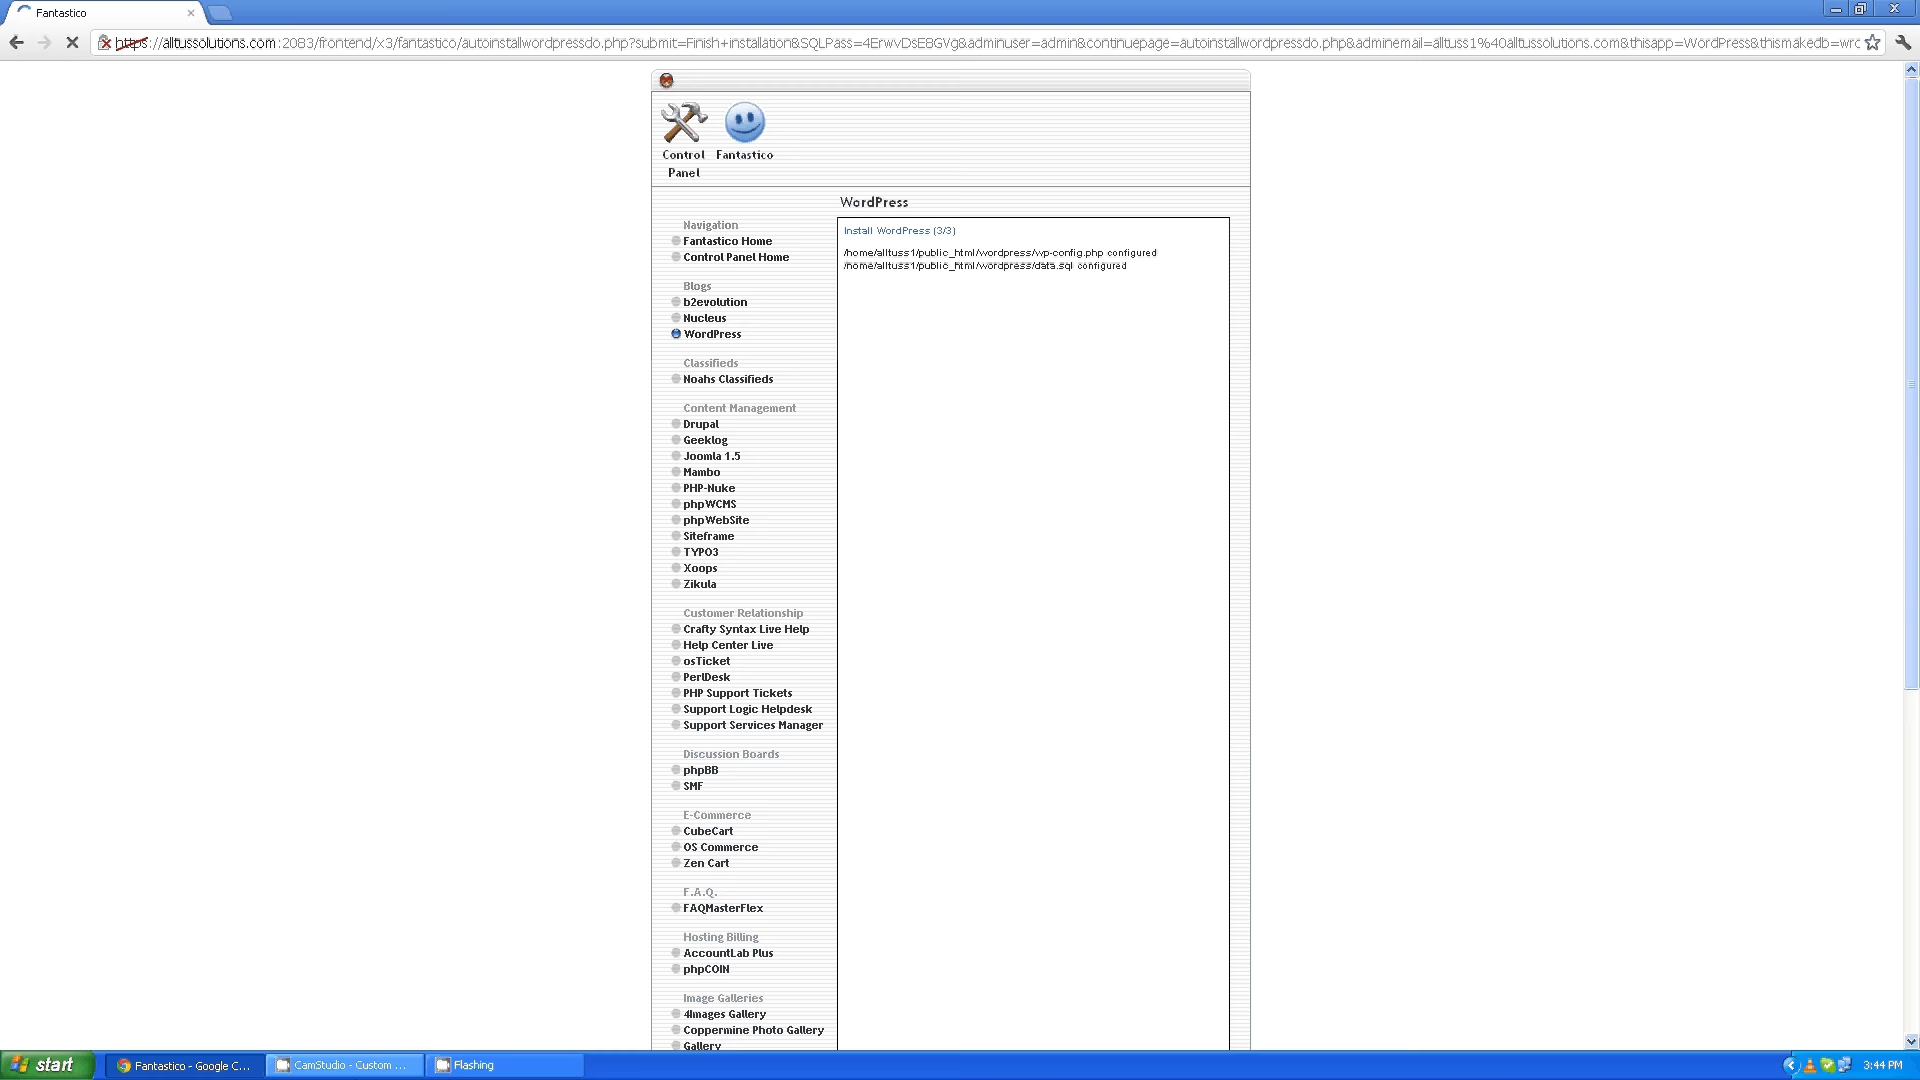 Fantastico
https://alltussolutions.com:2083/frontend/x3/fantastico/autoinstallwordpressdo.php?submit=Finish+installation&SQLPass=4ErwvDsE8GVg&adminuser=admin&continuepage=autoinstallwordpressdo.php&adminemail=alltuss1%40alltussolutions.com&thisapp=WordPress&thismakedb=wrc
Control Panel
Fantastico
WordPress
Navigation
Fantastico Home
Control Panel Home
Blogs
b2evolution
Nucleus
WordPress
Classifieds
Noahs Classifieds
Content Management
Drupal
Geeklog
Joomla 1.5
Mambo
PHP-Nuke
phpWCMS
phpWebSite
Siteframe
TYPO3
Xoops
Zikula
Customer Relationship
Crafty Syntax Live Help
Help Center Live
osTicket
PerlDesk
PHP Support Tickets
Support Logic Helpdesk
Support Services Manager
Discussion Boards
phpBB
SMF
E-Commerce
CubeCart
OS Commerce
Zen Cart
F.A.Q.
FAQMasterFlex
Hosting Billing
AccountLab Plus
phpCOIN
Image Galleries
4Images Gallery
Coppermine Photo Gallery
Gallery
Install WordPress (3/3)
/home/alltuss1/public_html/wordpress/wp-config.php configured
/home/alltuss1/public_html/wordpress/data.sql configured
start
Fantastico - Google C...
CamStudio - Custom ...
Flashing
3:44 PM